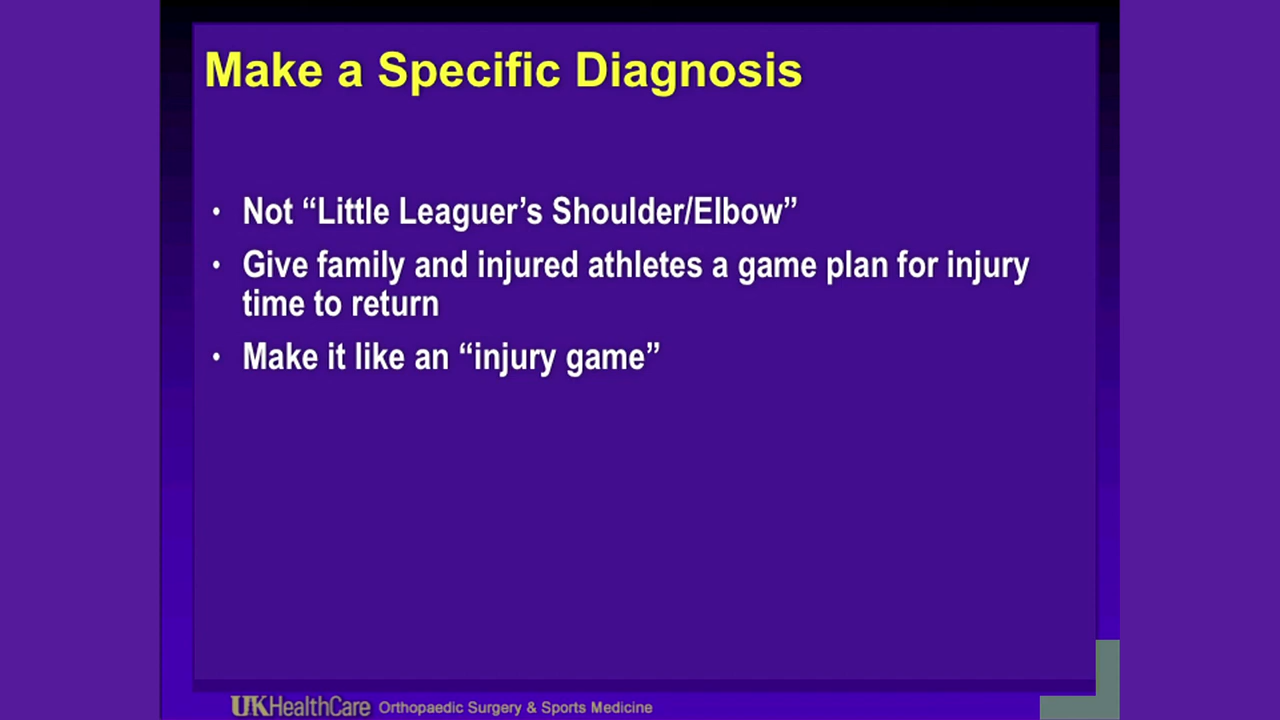 Make a Specific Diagnosis
• Not “Little Leaguer’s Shoulder/Elbow”
• Give family and injured athletes a game plan for injury
time to return
• Make it like an “injury game”
UKHealthCare Orthopaedic Surgery & Sports Medicine